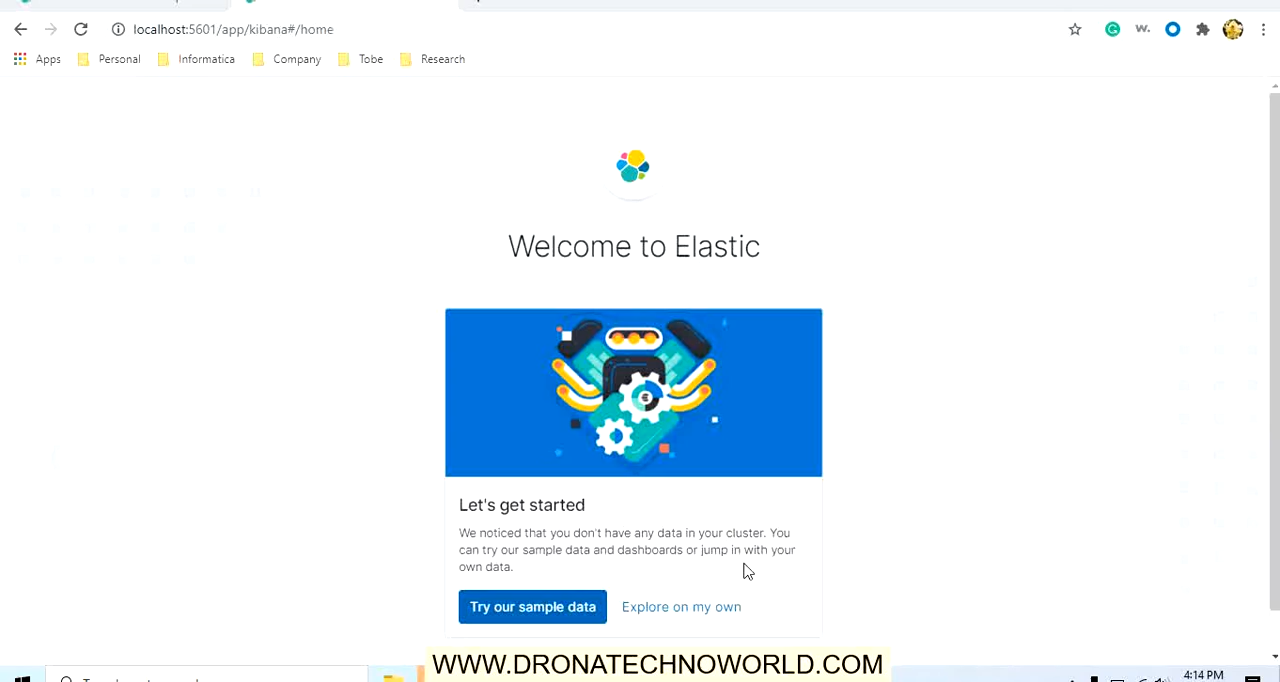 localhost:5601/app/kibana#/home
w.
Apps Personal Informatica Company Tobe Research
Welcome to Elastic
Let's get started
We noticed that you don't have any data in your cluster. You
can try our sample data and dashboards or jump in with your
own data.
Try our sample data Explore on my own
WWW.DRONATECHNOWORLD.COM
4:14 PM